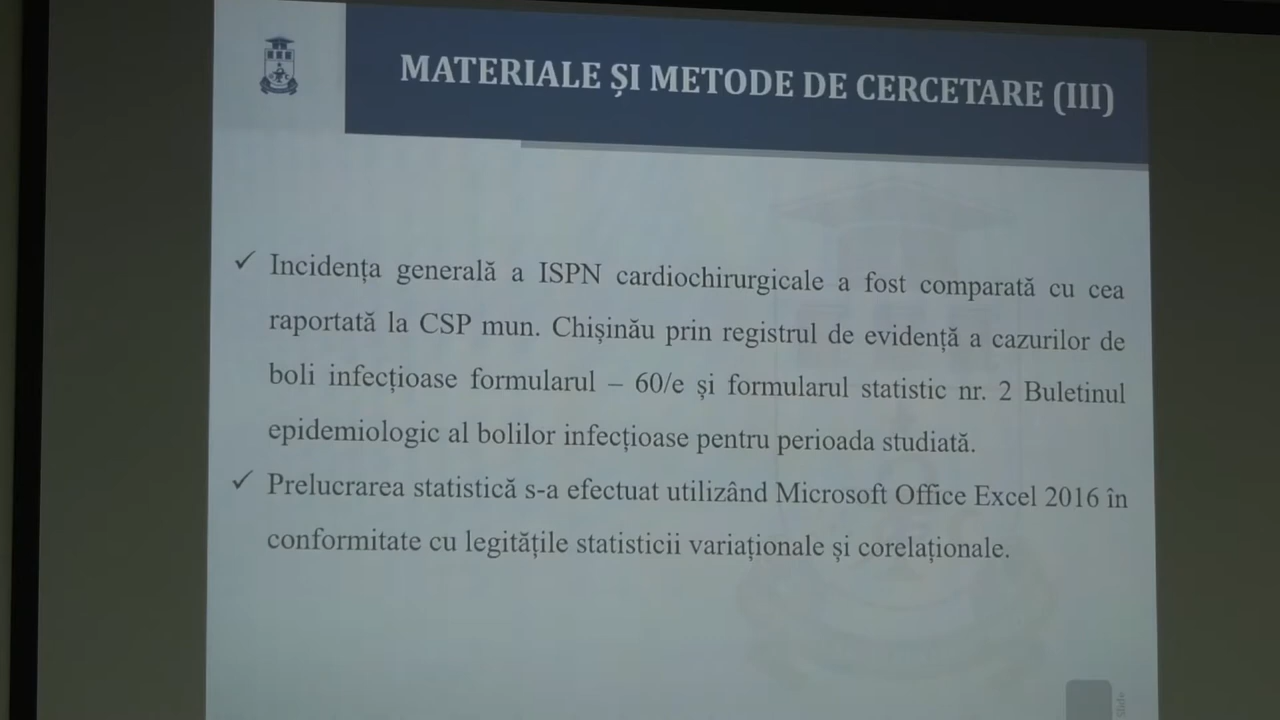 MATERIALE ȘI METODE DE CERCETARE (III)
✓ Incidența generală a ISPN cardiochirurgicale a fost comparată cu cea
raportată la CSP mun. Chișinău prin registrul de evidență a cazurilor de
boli infecțioase formularul – 60/e și formularul statistic nr. 2 Buletinul
epidemiologic al bolilor infecțioase pentru perioada studiată.
✓ Prelucrarea statistică s-a efectuat utilizând Microsoft Office Excel 2016 în
conformitate cu legitățile statisticii variaționale și corelaționale.
Slide